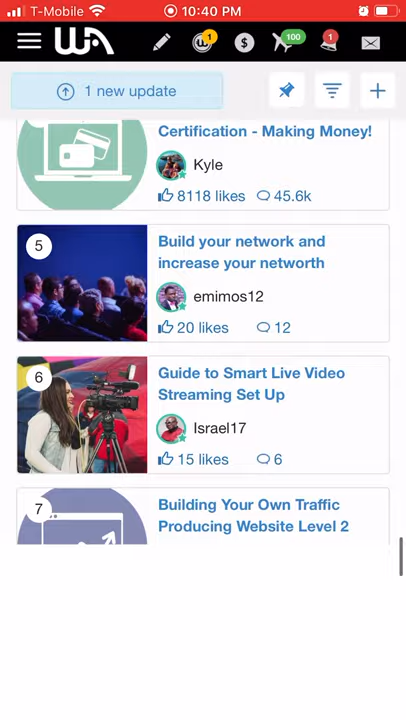 T-Mobile 10:40 PM
WA 1 $ 100 1
1 new update
Certification - Making Money!
Kyle
8118 likes 45.6k
5
Build your network and
increase your networth
emimos12
20 likes 12
6
Guide to Smart Live Video
Streaming Set Up
Israel17
15 likes 6
7
Building Your Own Traffic
Producing Website Level 2